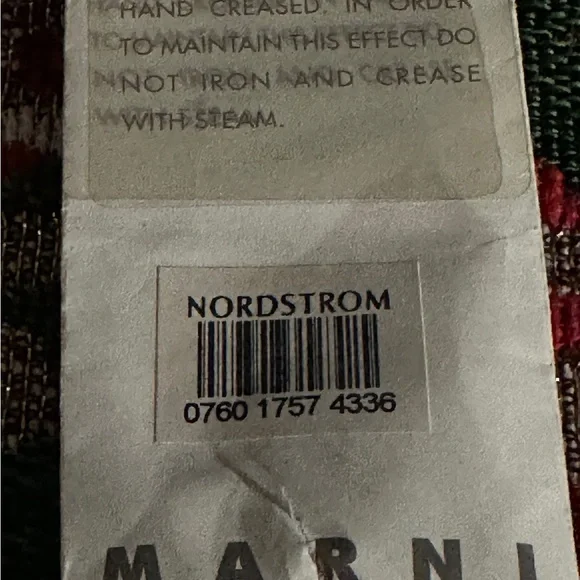 HAND CREASED. IN ORDER
TO MAINTAIN THIS EFFECT DO
NOT IRON AND CREASE
WITH STEAM.
NORDSTROM
0760 1757 4336
MARNI